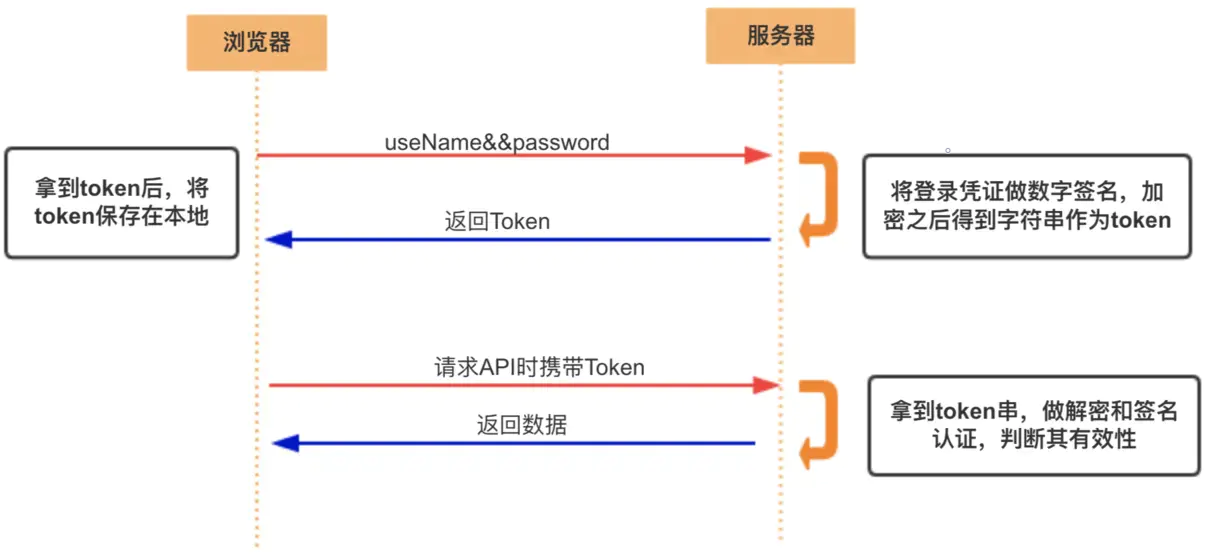 浏览器
服务器
useName&&password
拿到token后，将
token保存在本地
将登录凭证做数字签名，加
密之后得到字符串作为token
返回Token
请求API时携带Token
返回数据
拿到token串，做解密和签名
认证，判断其有效性